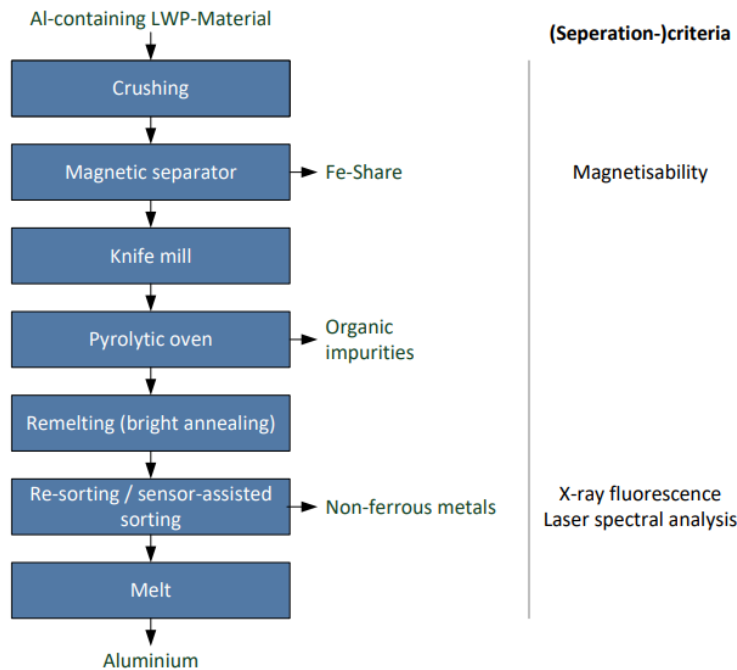 Al-containing LWP-Material
(Seperation-)criteria
Crushing
Magnetic separator
Fe-Share
Magnetisability
Knife mill
Pyrolytic oven
Organic
impurities
Remelting (bright annealing)
Re-sorting / sensor-assisted
sorting
Non-ferrous metals
X-ray fluorescence
Laser spectral analysis
Melt
Aluminium